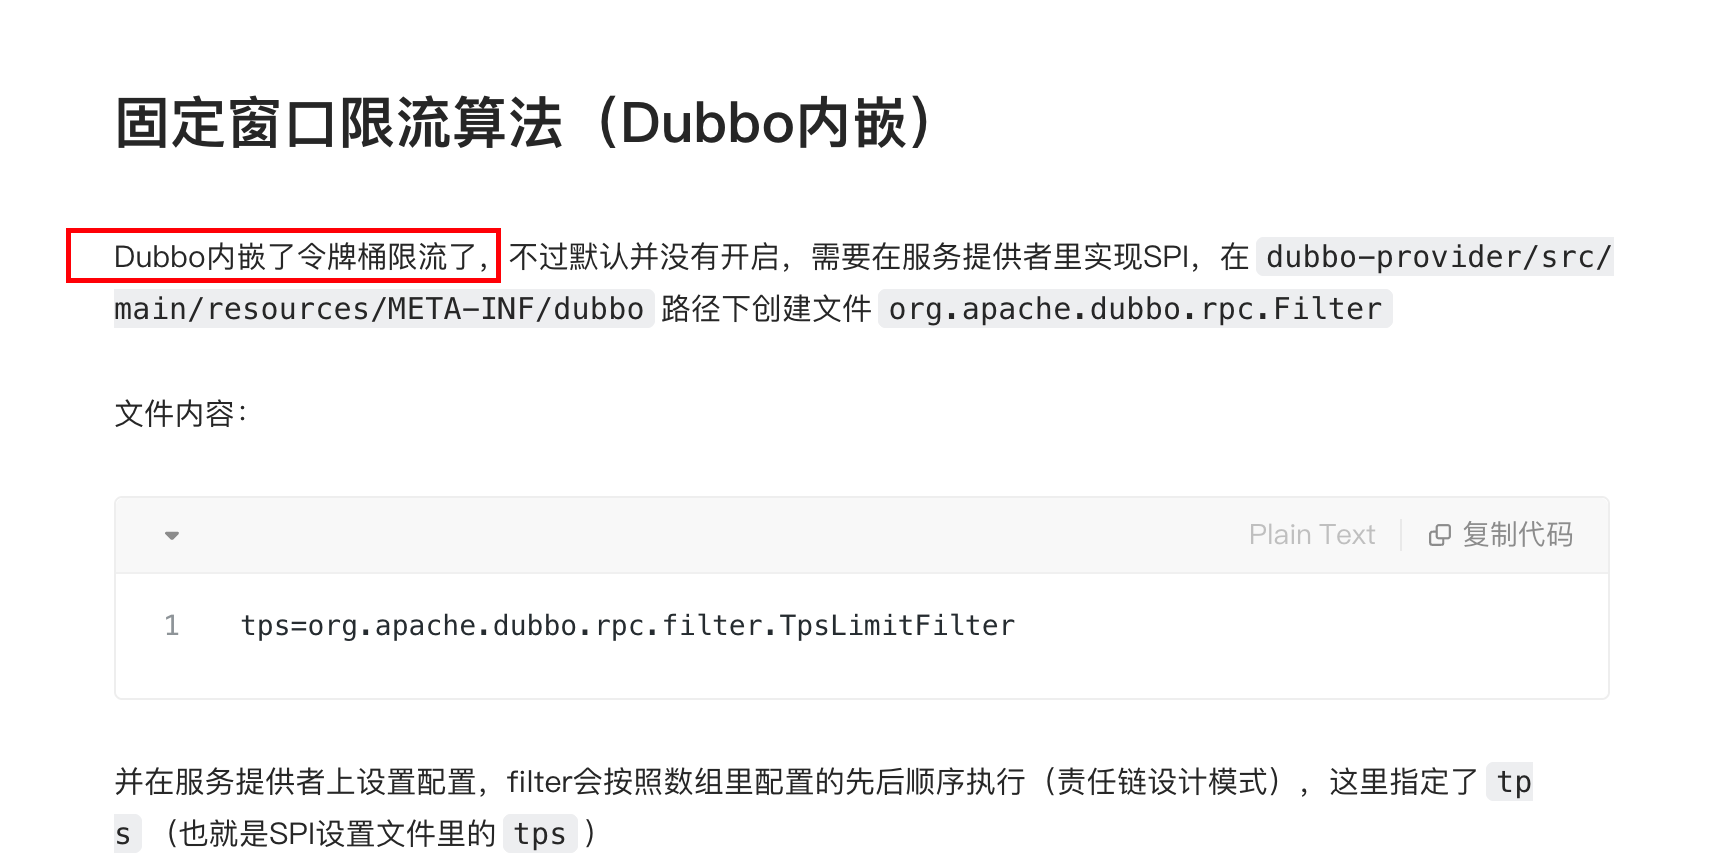 固定窗口限流算法（Dubbo内嵌）
Dubbo内嵌了令牌桶限流了，不过默认并没有开启，需要在服务提供者里实现SPI，在 dubbo-provider/src/
main/resources/META-INF/dubbo 路径下创建文件 org.apache.dubbo.rpc.Filter
文件内容：
Plain Text 复制代码
1 tps=org.apache.dubbo.rpc.filter.TpsLimitFilter
并在服务提供者上设置配置，filter会按照数组里配置的先后顺序执行（责任链设计模式），这里指定了 tp
s （也就是SPI设置文件里的 tps ）